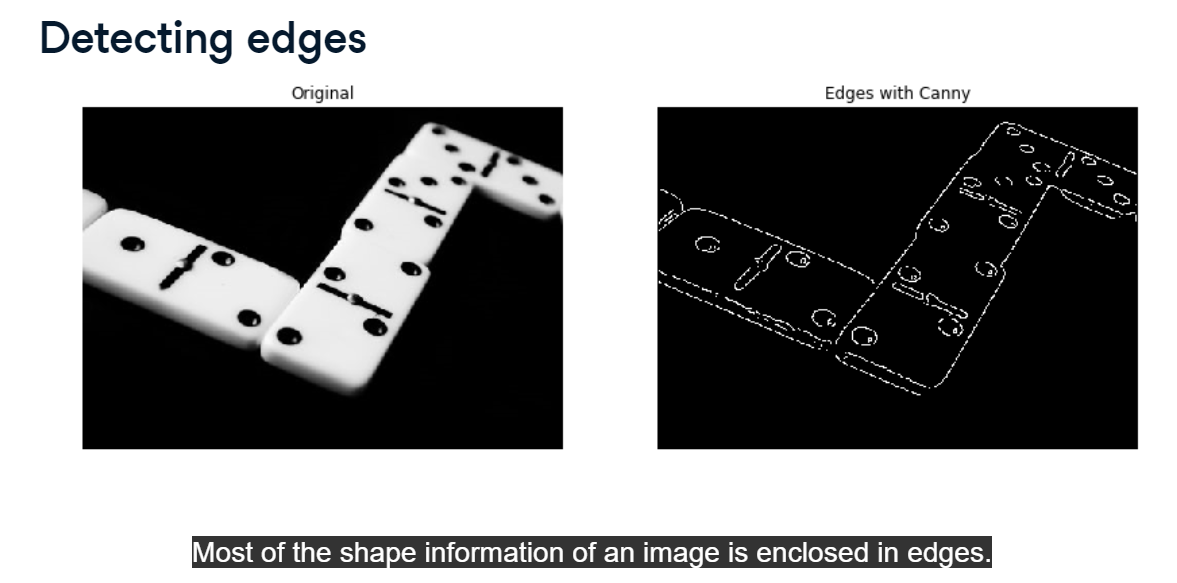 Detecting edges
Original
Edges with Canny
Most of the shape information of an image is enclosed in edges.